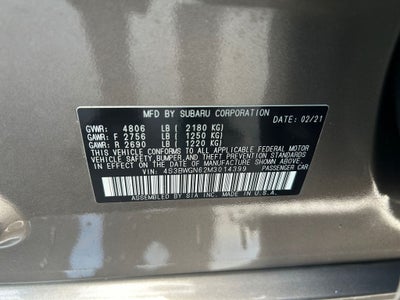 MFD BY SUBARU CORPORATION
DATE: 02/21
GVWR: 4806 LB ( 2180 KG)
GAWR: F 2756 LB ( 1250 KG)
GAWR: R 2690 LB ( 1220 KG)
THIS VEHICLE CONFORMS TO ALL APPLICABLE FEDERAL MOTOR
VEHICLE SAFETY, BUMPER, AND THEFT PREVENTION STANDARDS
IN EFFECT ON THE DATE OF MANUFACTURE SHOWN ABOVE.
VIN: 4S3BWGN62M3014399 PASSENGER CAR
ASSEMBLED BY SIA INC. MADE IN U.S.A.